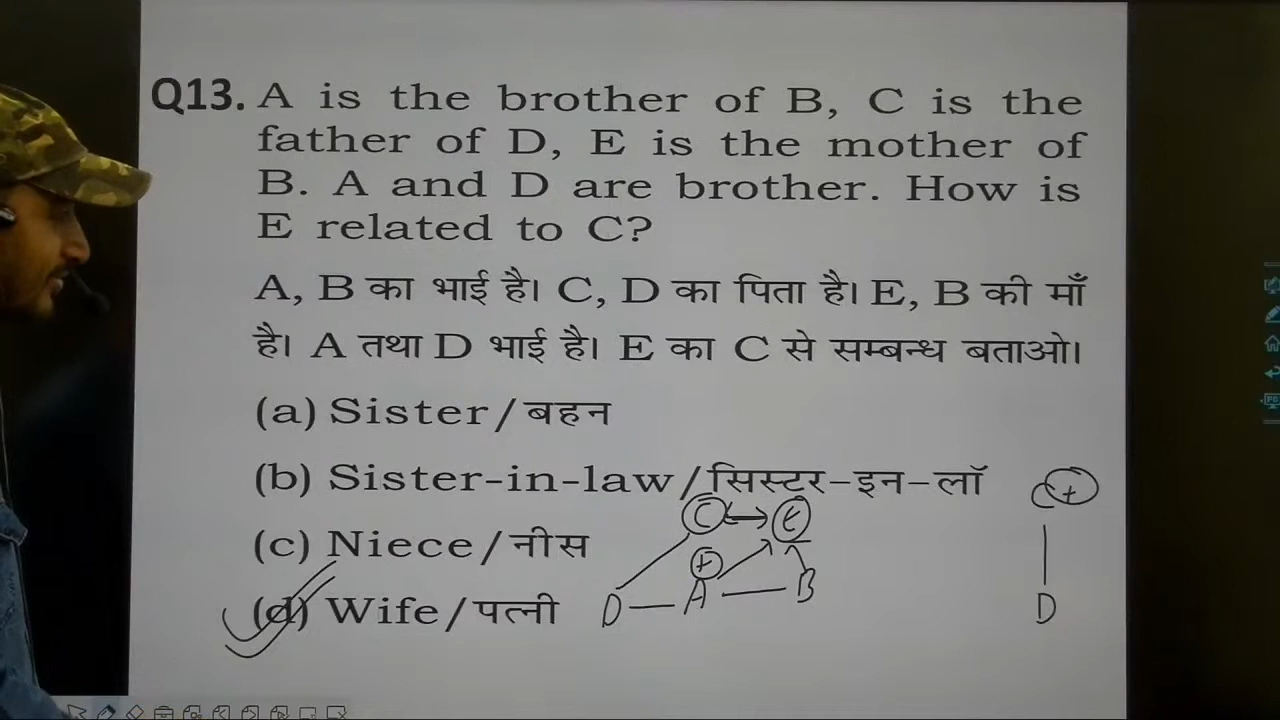 Q13. A is the brother of B, C is the
father of D, E is the mother of
B. A and D are brother. How is
E related to C?
A, B का भाई है। C, D का पिता है। E, B की माँ
है। A तथा D भाई है। E का C से सम्बन्ध बताओ।
(a) Sister/बहन
(b) Sister-in-law/सिस्टर-इन-लॉ
(c) Niece/नीस
(d) Wife/पत्नी
C ↔ E
+
D — A — B
C +
D